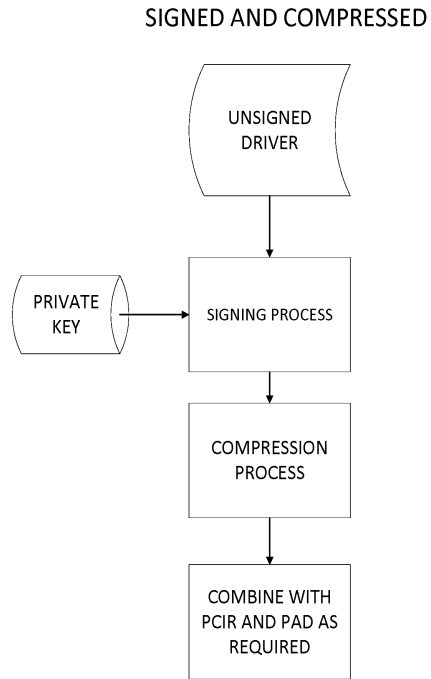 SIGNED AND COMPRESSED
UNSIGNED
DRIVER
PRIVATE
KEY
SIGNING PROCESS
COMPRESSION
PROCESS
COMBINE WITH
PCIR AND PAD AS
REQUIRED